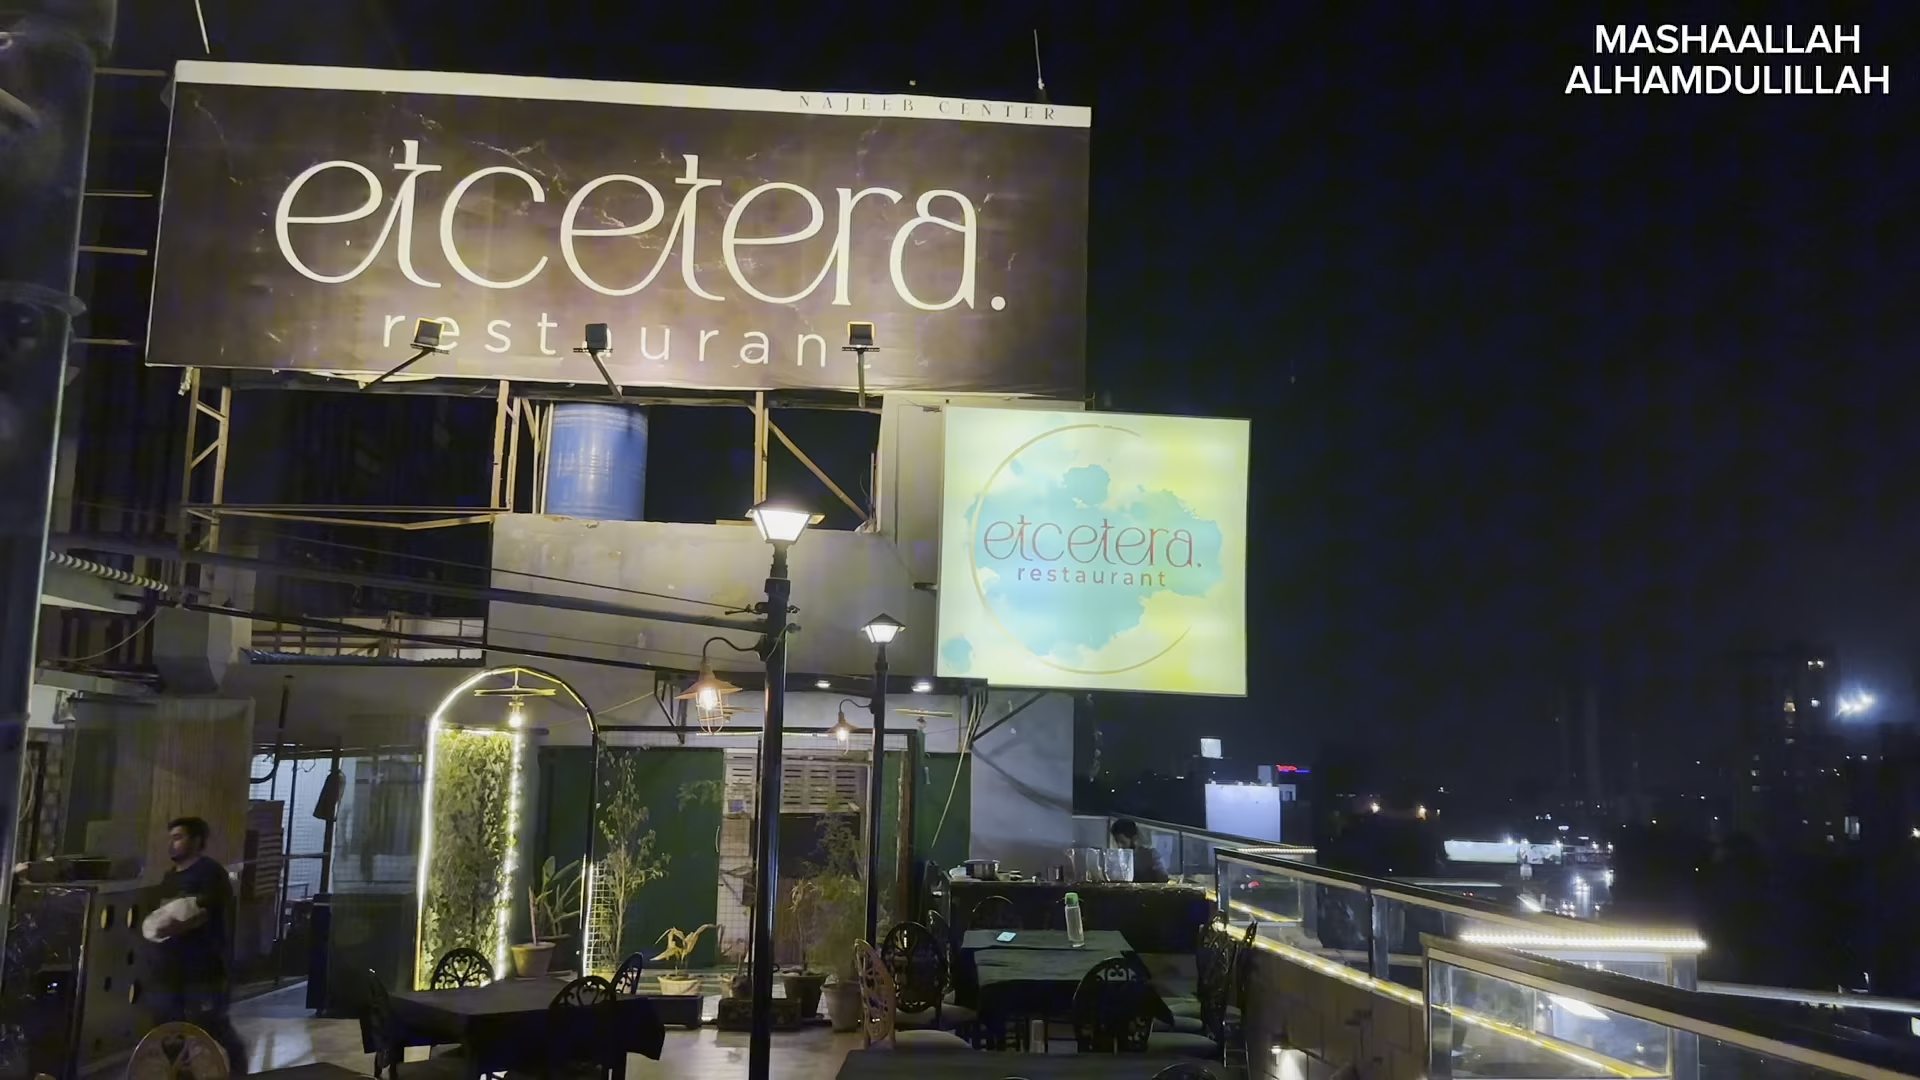 MASHAALLAH
ALHAMDULILLAH
NAJEEB CENTER
etcetera.
restaurant
etcetera.
restaurant